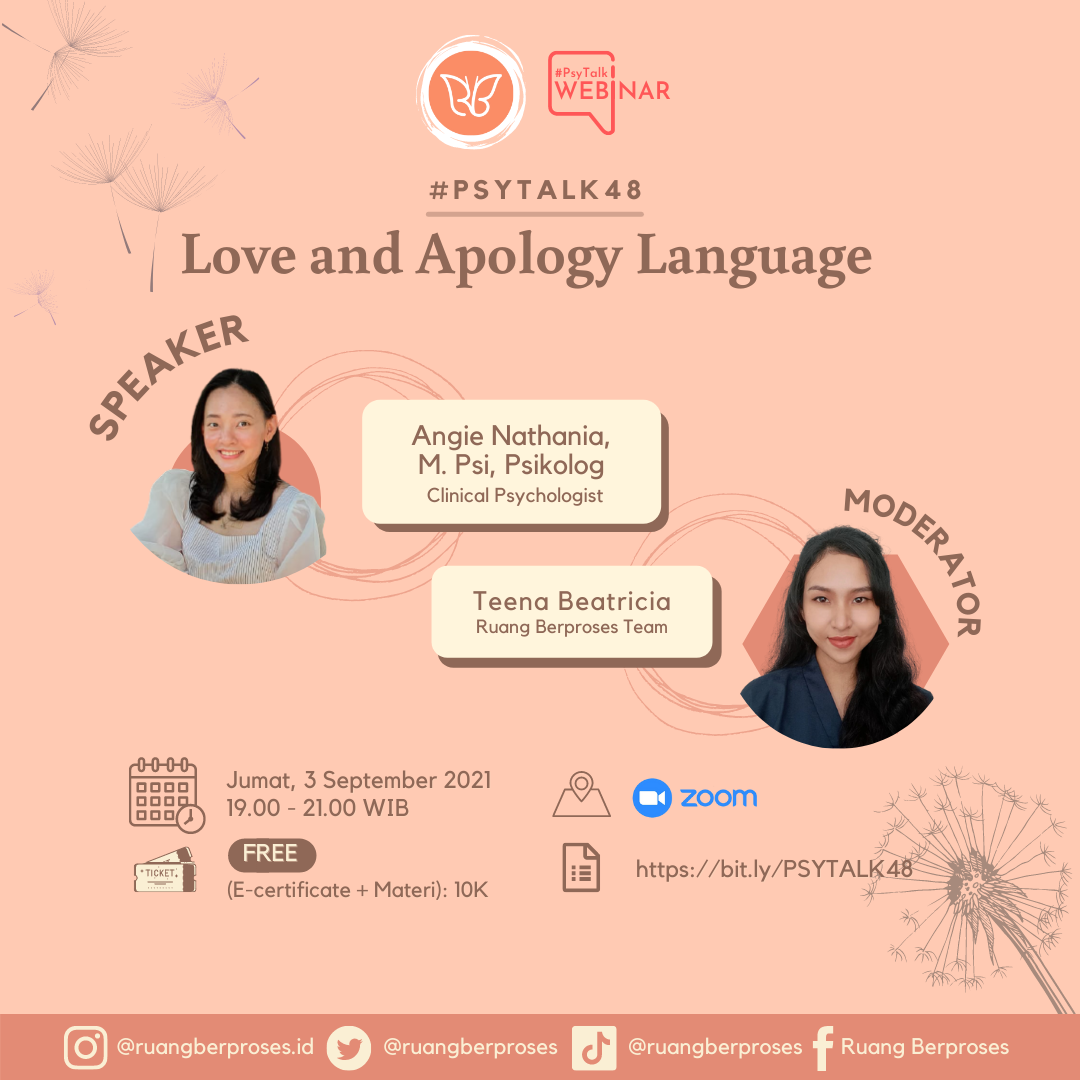 #PsyTalk
WEBINAR
#PSYTALK48
Love and Apology Language
SPEAKER
Angie Nathania,
M. Psi, Psikolog
Clinical Psychologist
MODERATOR
Teena Beatricia
Ruang Berproses Team
Jumat, 3 September 2021
19.00 - 21.00 WIB
zoom
TICKET
FREE
(E-certificate + Materi): 10K
https://bit.ly/PSYTALK48
@ruangberproses.id
@ruangberproses
@ruangberproses
Ruang Berproses